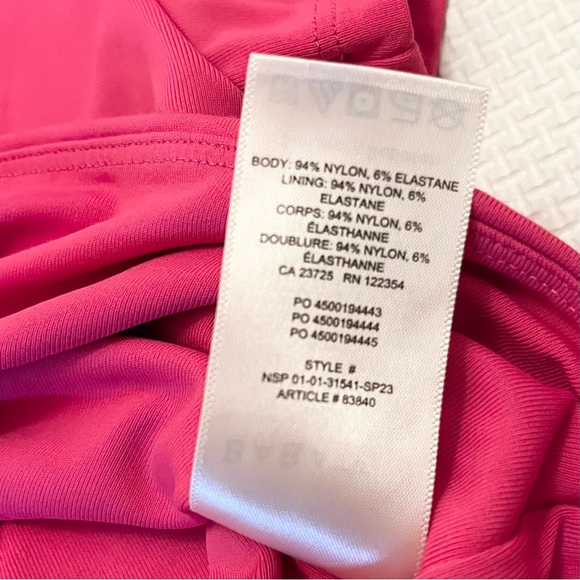 BODY: 94% NYLON, 6% ELASTANE
LINING: 94% NYLON, 6%
ELASTANE
CORPS: 94% NYLON, 6%
ÉLASTHANNE
DOUBLURE: 94% NYLON, 6%
ÉLASTHANNE
CA 23725 RN 122354
PO 4500194443
PO 4500194444
PO 4500194445
STYLE #
NSP 01-01-31541-SP23
ARTICLE # 83840